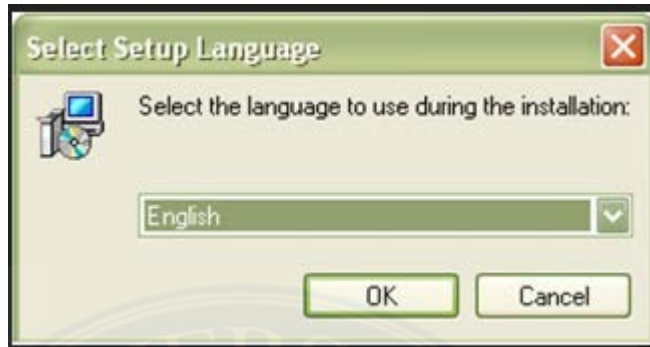 Select Setup Language
Select the language to use during the installation:
English
OK
Cancel